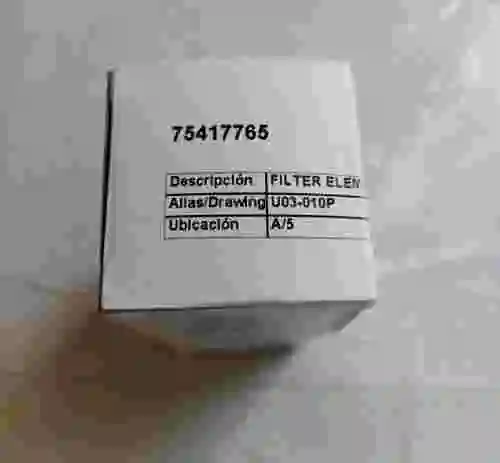 75417765
Descripción FILTER ELEM
Alias/Drawing U03-010P
Ubicación A/5